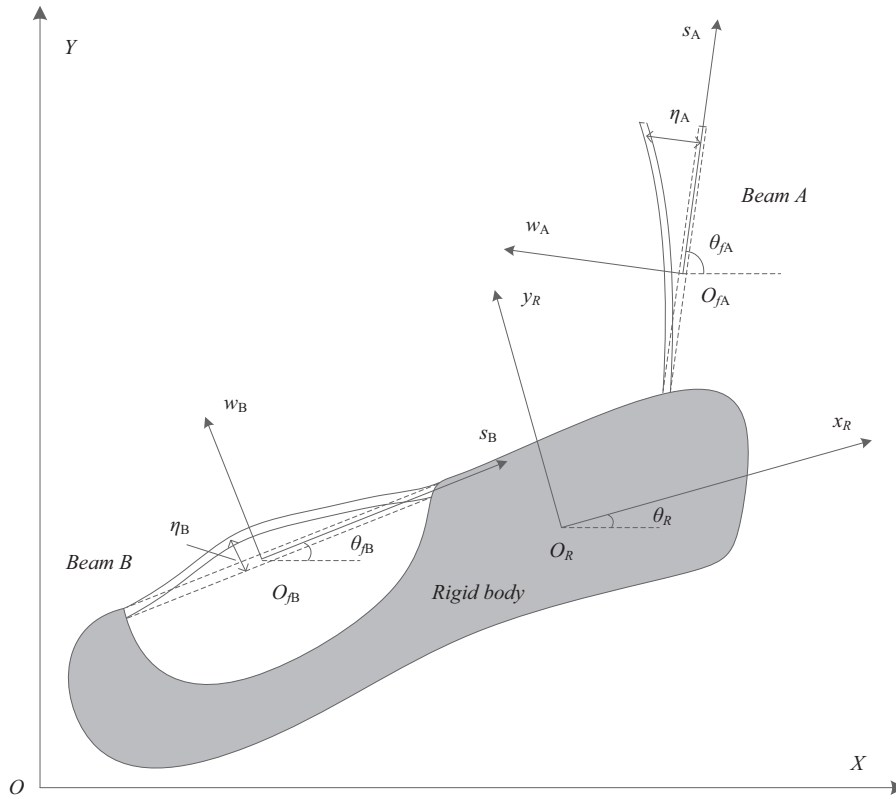 Y
s_A
η_A
Beam A
w_A
θ_fA
O_fA
y_R
w_B
x_R
s_B
η_B
θ_fB
θ_R
O_R
Beam B
O_fB
Rigid body
X
O